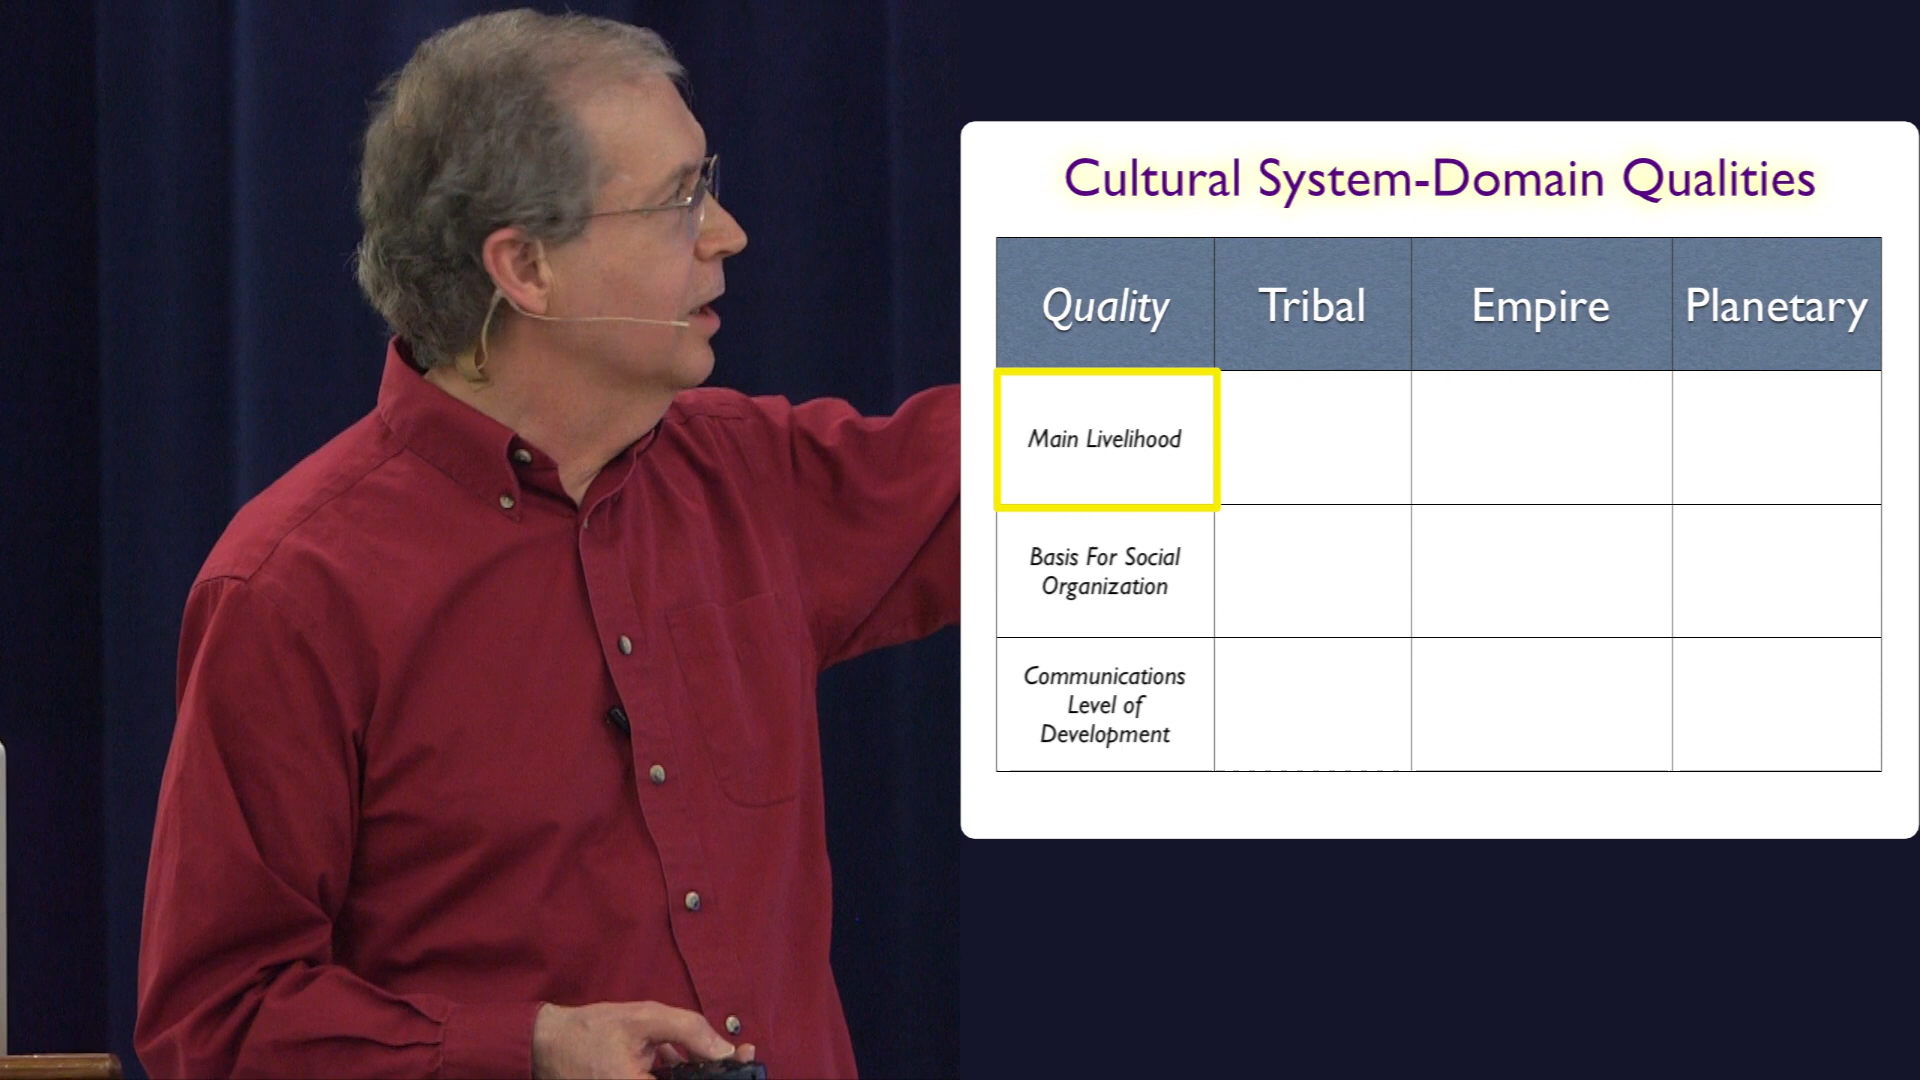 Cultural System-Domain Qualities
Quality Tribal Empire Planetary
Main Livelihood
Basis For Social
Organization
Communications
Level of
Development